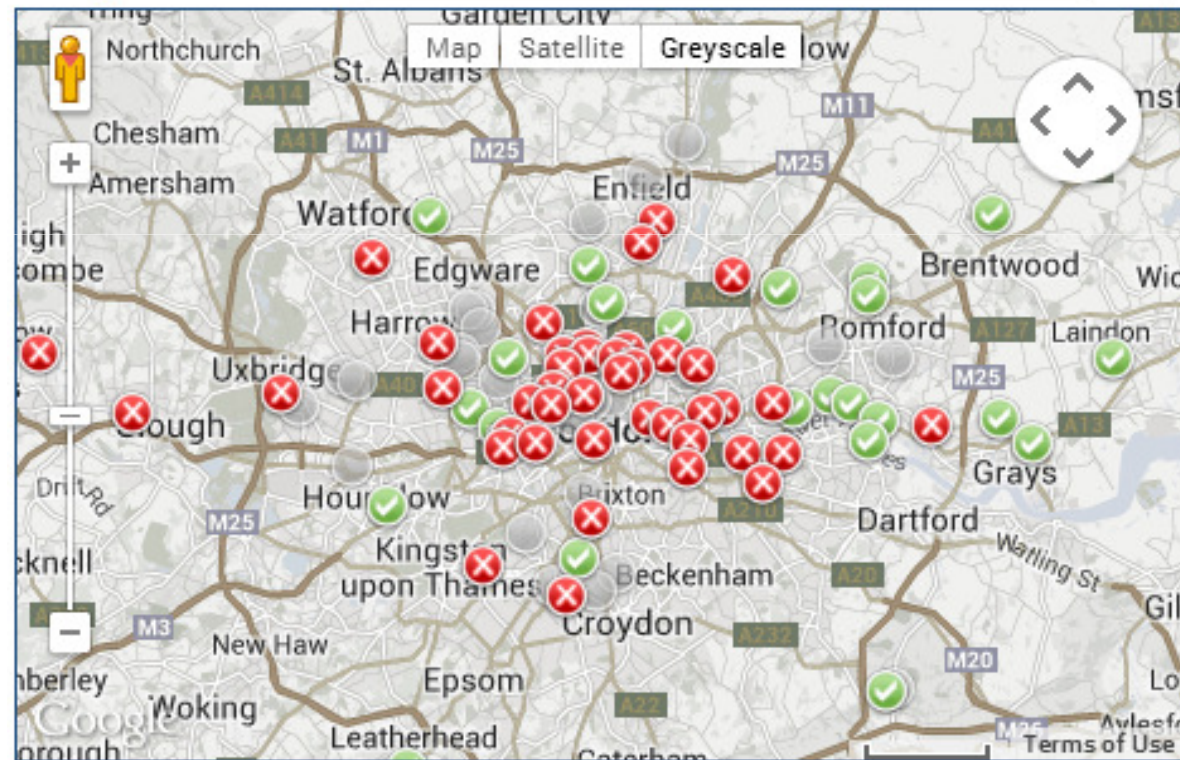 Garden City
Map
Satellite
Greyscale
Northchurch
St. Albans
M11
A414
A41
M1
M25
M25
Chesham
Amersham
Enfield
Watford
Edgware
Brentwood
Harrow
Romford
A127
Laindon
Uxbridge
A40
M25
Slough
A13
Grays
Hounslow
Brixton
M25
A210
Dartford
Kingston
upon Thames
Beckenham
A20
Watling St
Croydon
M3
New Haw
A232
M20
Epsom
Woking
A22
Google
Leatherhead
Caterham
Terms of Use